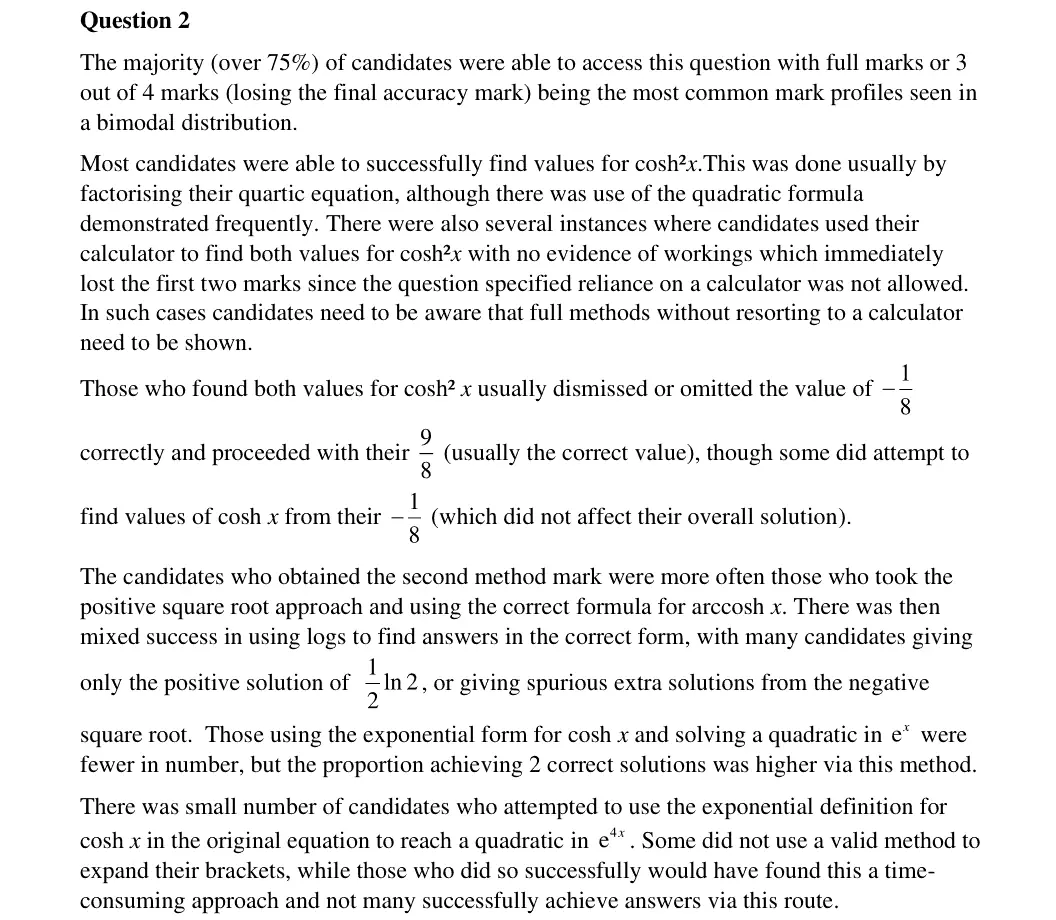 Question 2
The majority (over 75%) of candidates were able to access this question with full marks or 3
out of 4 marks (losing the final accuracy mark) being the most common mark profiles seen in
a bimodal distribution.
Most candidates were able to successfully find values for cosh²x.This was done usually by
factorising their quartic equation, although there was use of the quadratic formula
demonstrated frequently. There were also several instances where candidates used their
calculator to find both values for cosh²x with no evidence of workings which immediately
lost the first two marks since the question specified reliance on a calculator was not allowed.
In such cases candidates need to be aware that full methods without resorting to a calculator
need to be shown.
Those who found both values for cosh² x usually dismissed or omitted the value of −1/8
correctly and proceeded with their 9/8 (usually the correct value), though some did attempt to
find values of cosh x from their −1/8 (which did not affect their overall solution).
The candidates who obtained the second method mark were more often those who took the
positive square root approach and using the correct formula for arccosh x. There was then
mixed success in using logs to find answers in the correct form, with many candidates giving
only the positive solution of 1/2 ln 2, or giving spurious extra solutions from the negative
square root. Those using the exponential form for cosh x and solving a quadratic in eˣ were
fewer in number, but the proportion achieving 2 correct solutions was higher via this method.
There was small number of candidates who attempted to use the exponential definition for
cosh x in the original equation to reach a quadratic in e⁴ˣ. Some did not use a valid method to
expand their brackets, while those who did so successfully would have found this a time-
consuming approach and not many successfully achieve answers via this route.